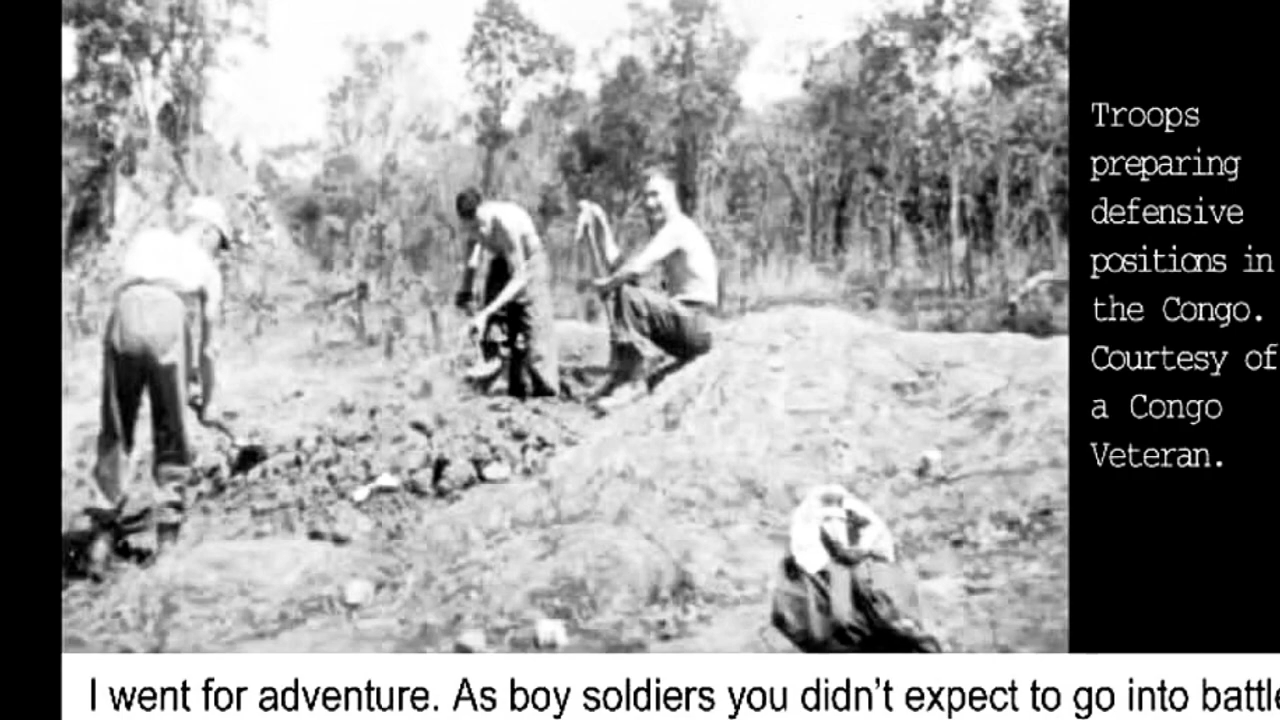 Troops
preparing
defensive
positions in
the Congo.
Courtesy of
a Congo
Veteran.
I went for adventure. As boy soldiers you didn’t expect to go into battle